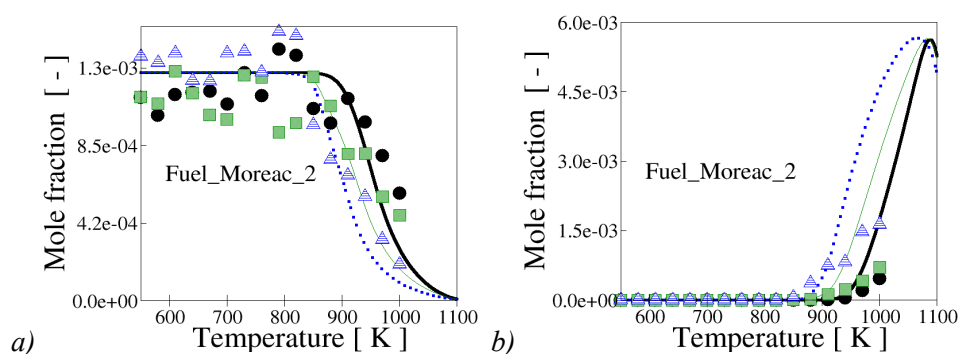 Mole fraction [ - ]
1.3e-03
8.5e-04
4.2e-04
0.0e+00
Fuel_Moreac_2
600 700 800 900 1000 1100
Temperature [ K ]
a)
Mole fraction [ - ]
6.0e-03
4.5e-03
3.0e-03
1.5e-03
0.0e+00
Fuel_Moreac_2
600 700 800 900 1000 1100
Temperature [ K ]
b)